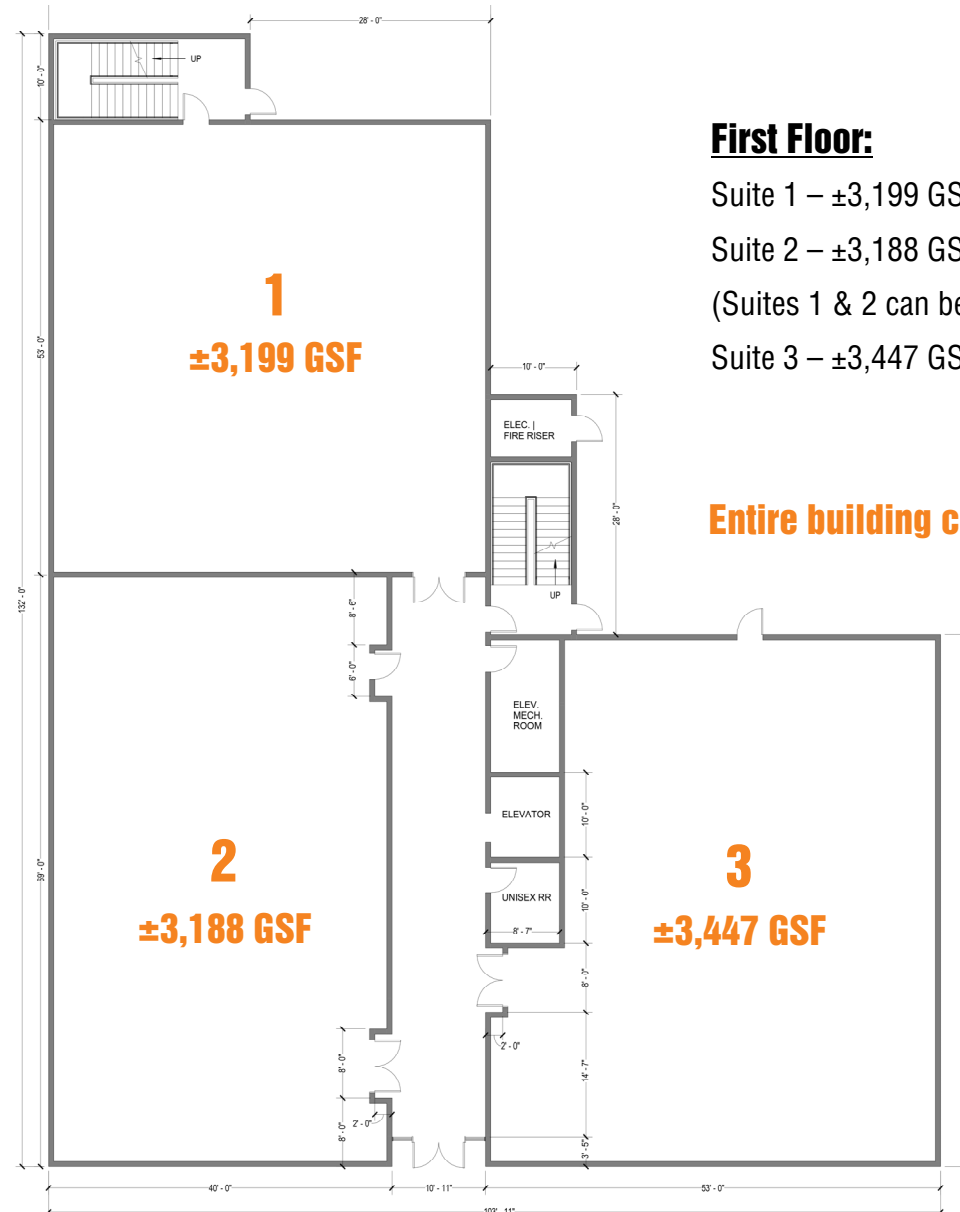 28' - 0"
UP
10' - 0"
First Floor:
Suite 1 – ±3,199 GS
Suite 2 – ±3,188 GS
(Suites 1 & 2 can be
Suite 3 – ±3,447 GS
1
±3,199 GSF
53' - 0"
10' - 0"
ELEC. |
FIRE RISER
28' - 0"
Entire building c
UP
132' - 0"
8' - 6"
6' - 0"
ELEV.
MECH.
ROOM
ELEVATOR
10' - 0"
2
±3,188 GSF
3
±3,447 GSF
UNISEX RR
10' - 0"
8' - 7"
8' - 0"
2' - 0"
14' - 7"
8' - 0"
2' - 0"
8' - 0"
3' - 5"
40' - 0"
10' - 11"
53' - 0"
103' - 11"